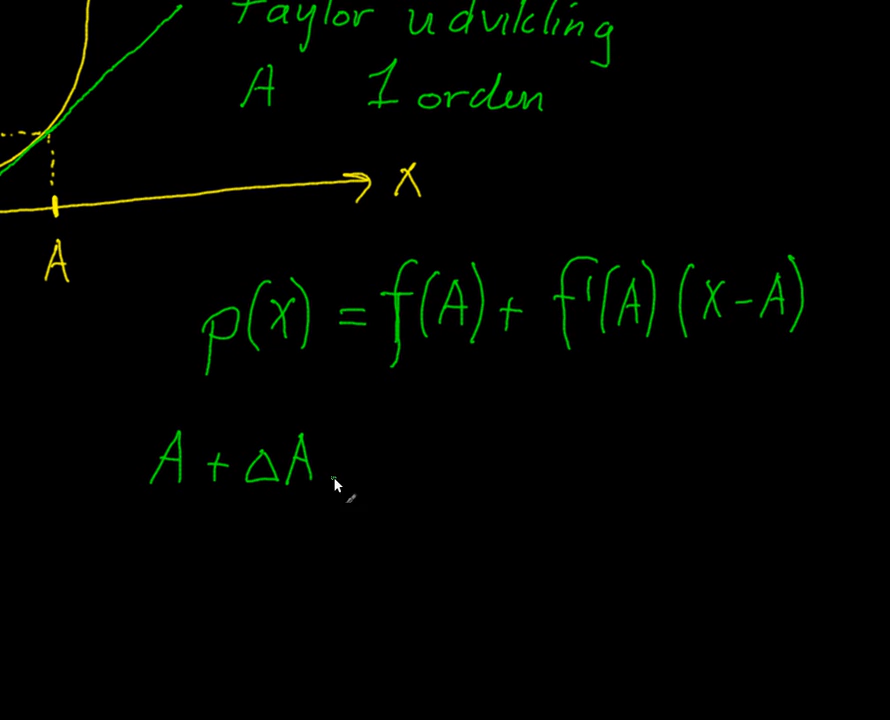 Taylor udvikling
A 1 orden
X
A
p(x) = f(A) + f'(A) (x-A)
A + ΔA